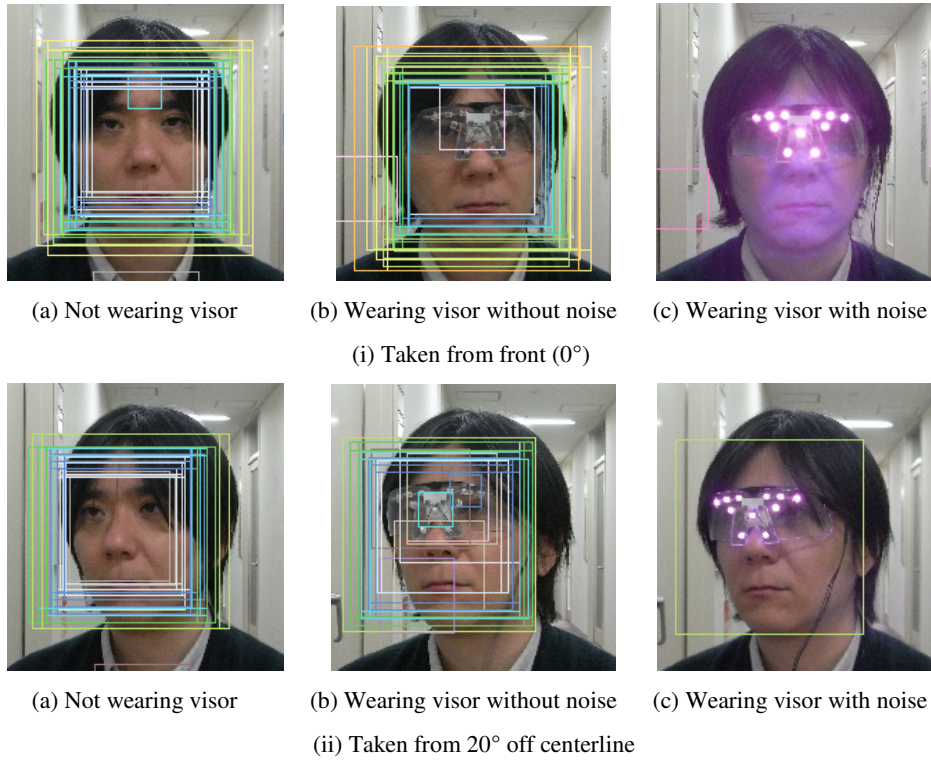 (a) Not wearing visor
(b) Wearing visor without noise
(c) Wearing visor with noise
(i) Taken from front (0°)
(a) Not wearing visor
(b) Wearing visor without noise
(c) Wearing visor with noise
(ii) Taken from 20° off centerline